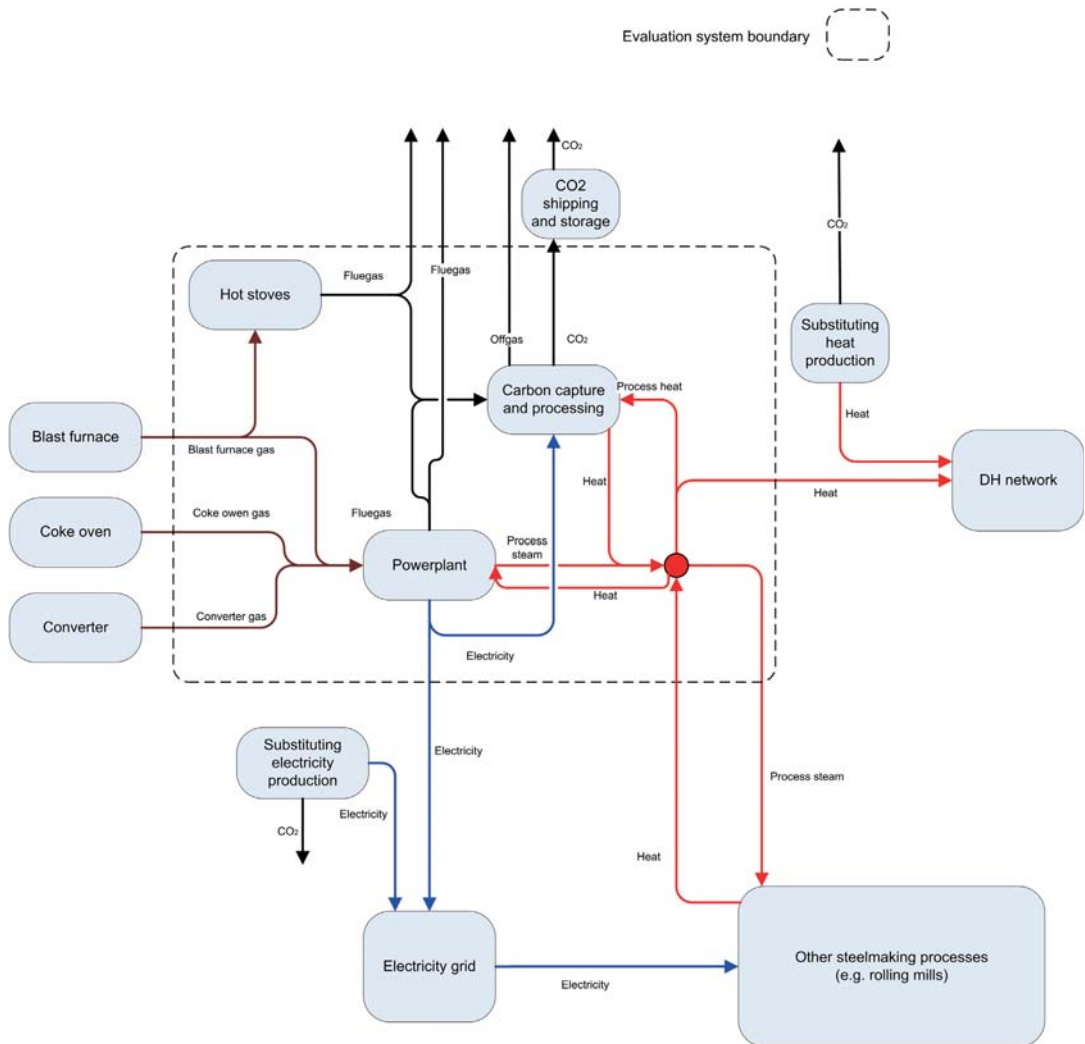 Evaluation system boundary
CO₂
CO2
shipping
and storage
CO₂
Fluegas
Fluegas
Hot stoves
Substituting
heat
production
Offgas
CO₂
Carbon capture
and processing
Process heat
Heat
Blast furnace
Blast furnace gas
DH network
Heat
Heat
Coke oven
Coke owen gas
Fluegas
Powerplant
Process
steam
Heat
Converter
Converter gas
Electricity
Substituting
electricity
production
Electricity
Process steam
Electricity
CO₂
Heat
Electricity grid
Electricity
Other steelmaking processes
(e.g. rolling mills)